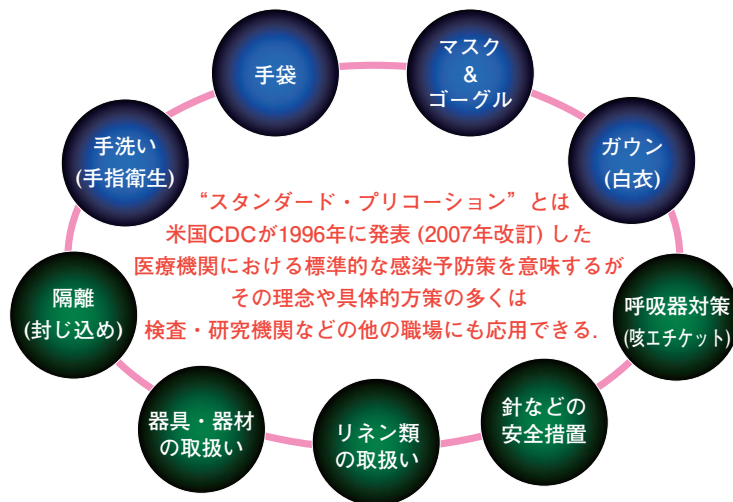 手袋
マスク
&
ゴーグル
手洗い
(手指衛生)
ガウン
(白衣)
“スタンダード・プリコーション”とは
米国CDCが1996年に発表 (2007年改訂) した
医療機関における標準的な感染予防策を意味するが
その理念や具体的方策の多くは
検査・研究機関などの他の職場にも応用できる.
隔離
(封じ込め)
呼吸器対策
(咳エチケット)
器具・器材
の取扱い
リネン類
の取扱い
針などの
安全措置